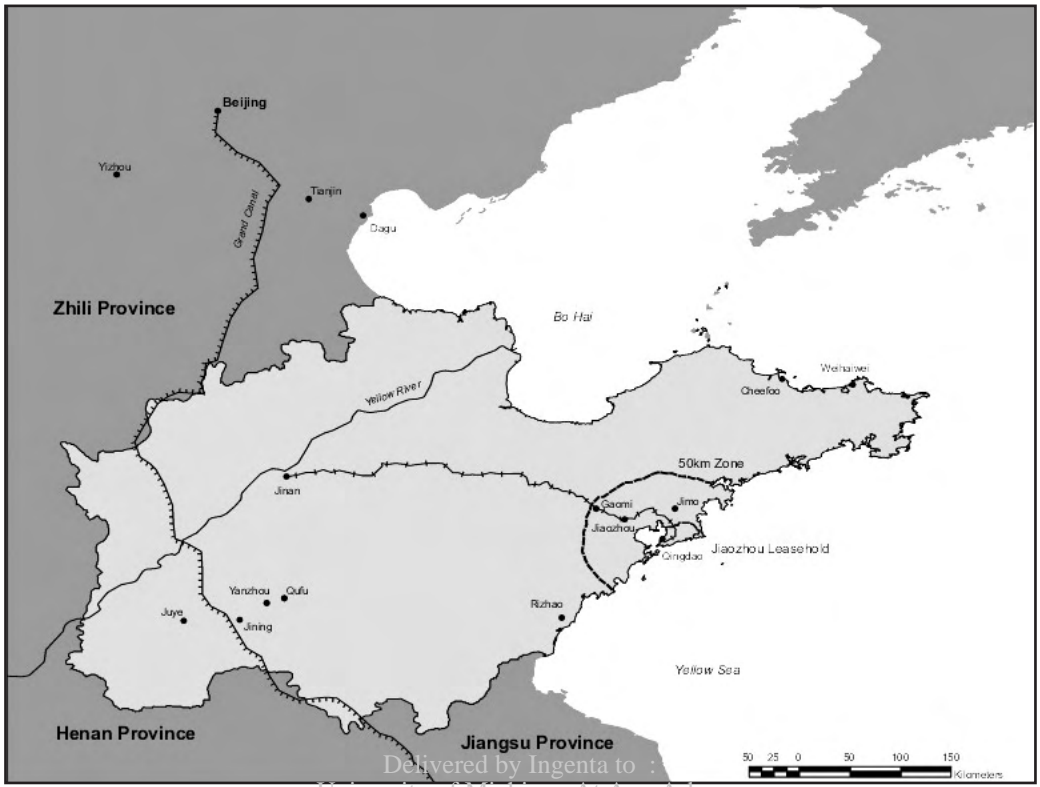 Beijing
Yizhou
Tianjin
Grand Canal
Dagu
Zhili Province
Bo Hai
Weihaiwei
Cheefoo
Yellow River
50km Zone
Jinan
Gaomi
Jimo
Jiaozhou
Jiaozhou Leasehold
Qingdao
Yanzhou
Qufu
Rizhao
Juye
Jining
Yellow Sea
Henan Province
Jiangsu Province
50 25 0 50 100 150
Kilometers
Delivered by Ingenta to :